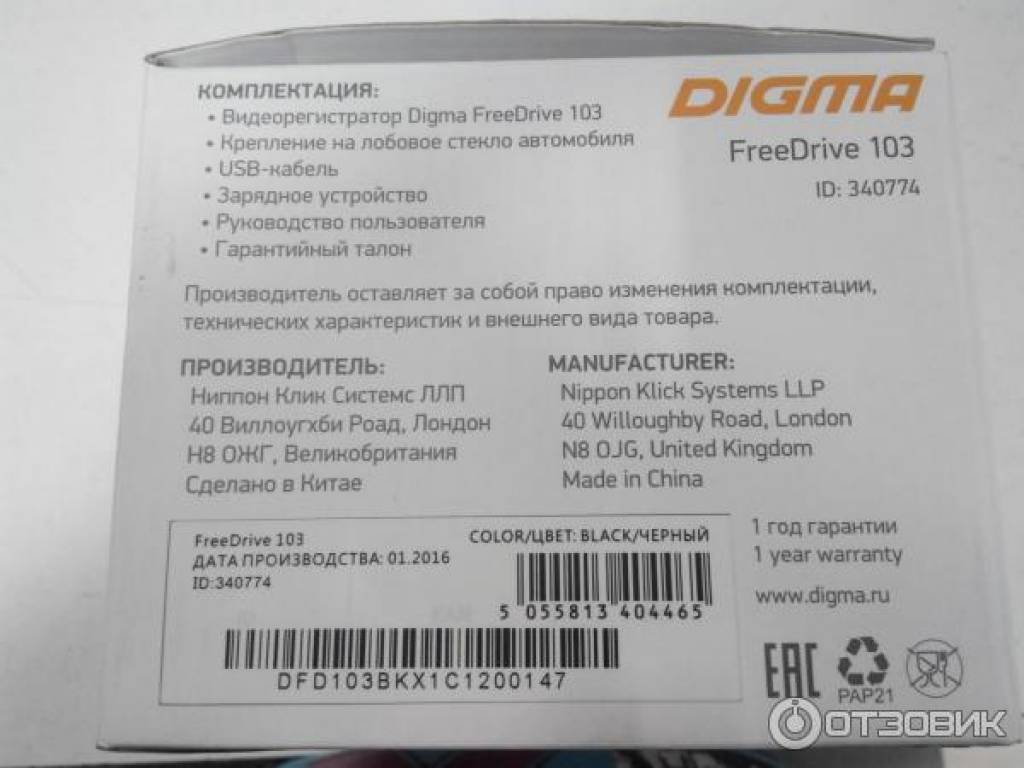 КОМПЛЕКТАЦИЯ:
• Видеорегистратор Digma FreeDrive 103
• Крепление на лобовое стекло автомобиля
• USB-кабель
• Зарядное устройство
• Руководство пользователя
• Гарантийный талон
DIGMA
FreeDrive 103
ID: 340774
Производитель оставляет за собой право изменения комплектации,
технических характеристик и внешнего вида товара.
ПРОИЗВОДИТЕЛЬ:
Ниппон Клик Системс ЛЛП
40 Виллоугхби Роад, Лондон
Н8 ОЖГ, Великобритания
Сделано в Китае
MANUFACTURER:
Nippon Klick Systems LLP
40 Willoughby Road, London
N8 OJG, United Kingdom
Made in China
FreeDrive 103
ДАТА ПРОИЗВОДСТВА: 01.2016
ID:340774
COLOR/ЦВЕТ: BLACK/ЧЕРНЫЙ
5 055813 404465
DFD103BKX1C1200147
1 год гарантии
1 year warranty
www.digma.ru
EAC
PAP21
ОТЗОВИК